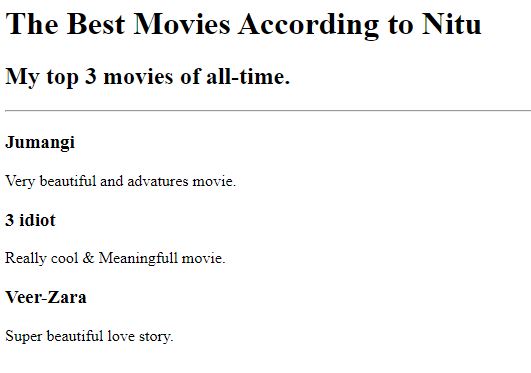 The Best Movies According to Nitu
My top 3 movies of all-time.
Jumangi
Very beautiful and advatures movie.
3 idiot
Really cool & Meaningfull movie.
Veer-Zara
Super beautiful love story.